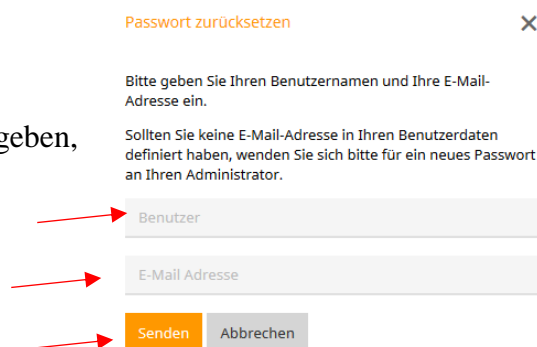 Passwort zurücksetzen
Bitte geben Sie Ihren Benutzernamen und Ihre E-Mail-
Adresse ein.
geben,
Sollten Sie keine E-Mail-Adresse in Ihren Benutzerdaten
definiert haben, wenden Sie sich bitte für ein neues Passwort
an Ihren Administrator.
Benutzer
E-Mail Adresse
Senden Abbrechen